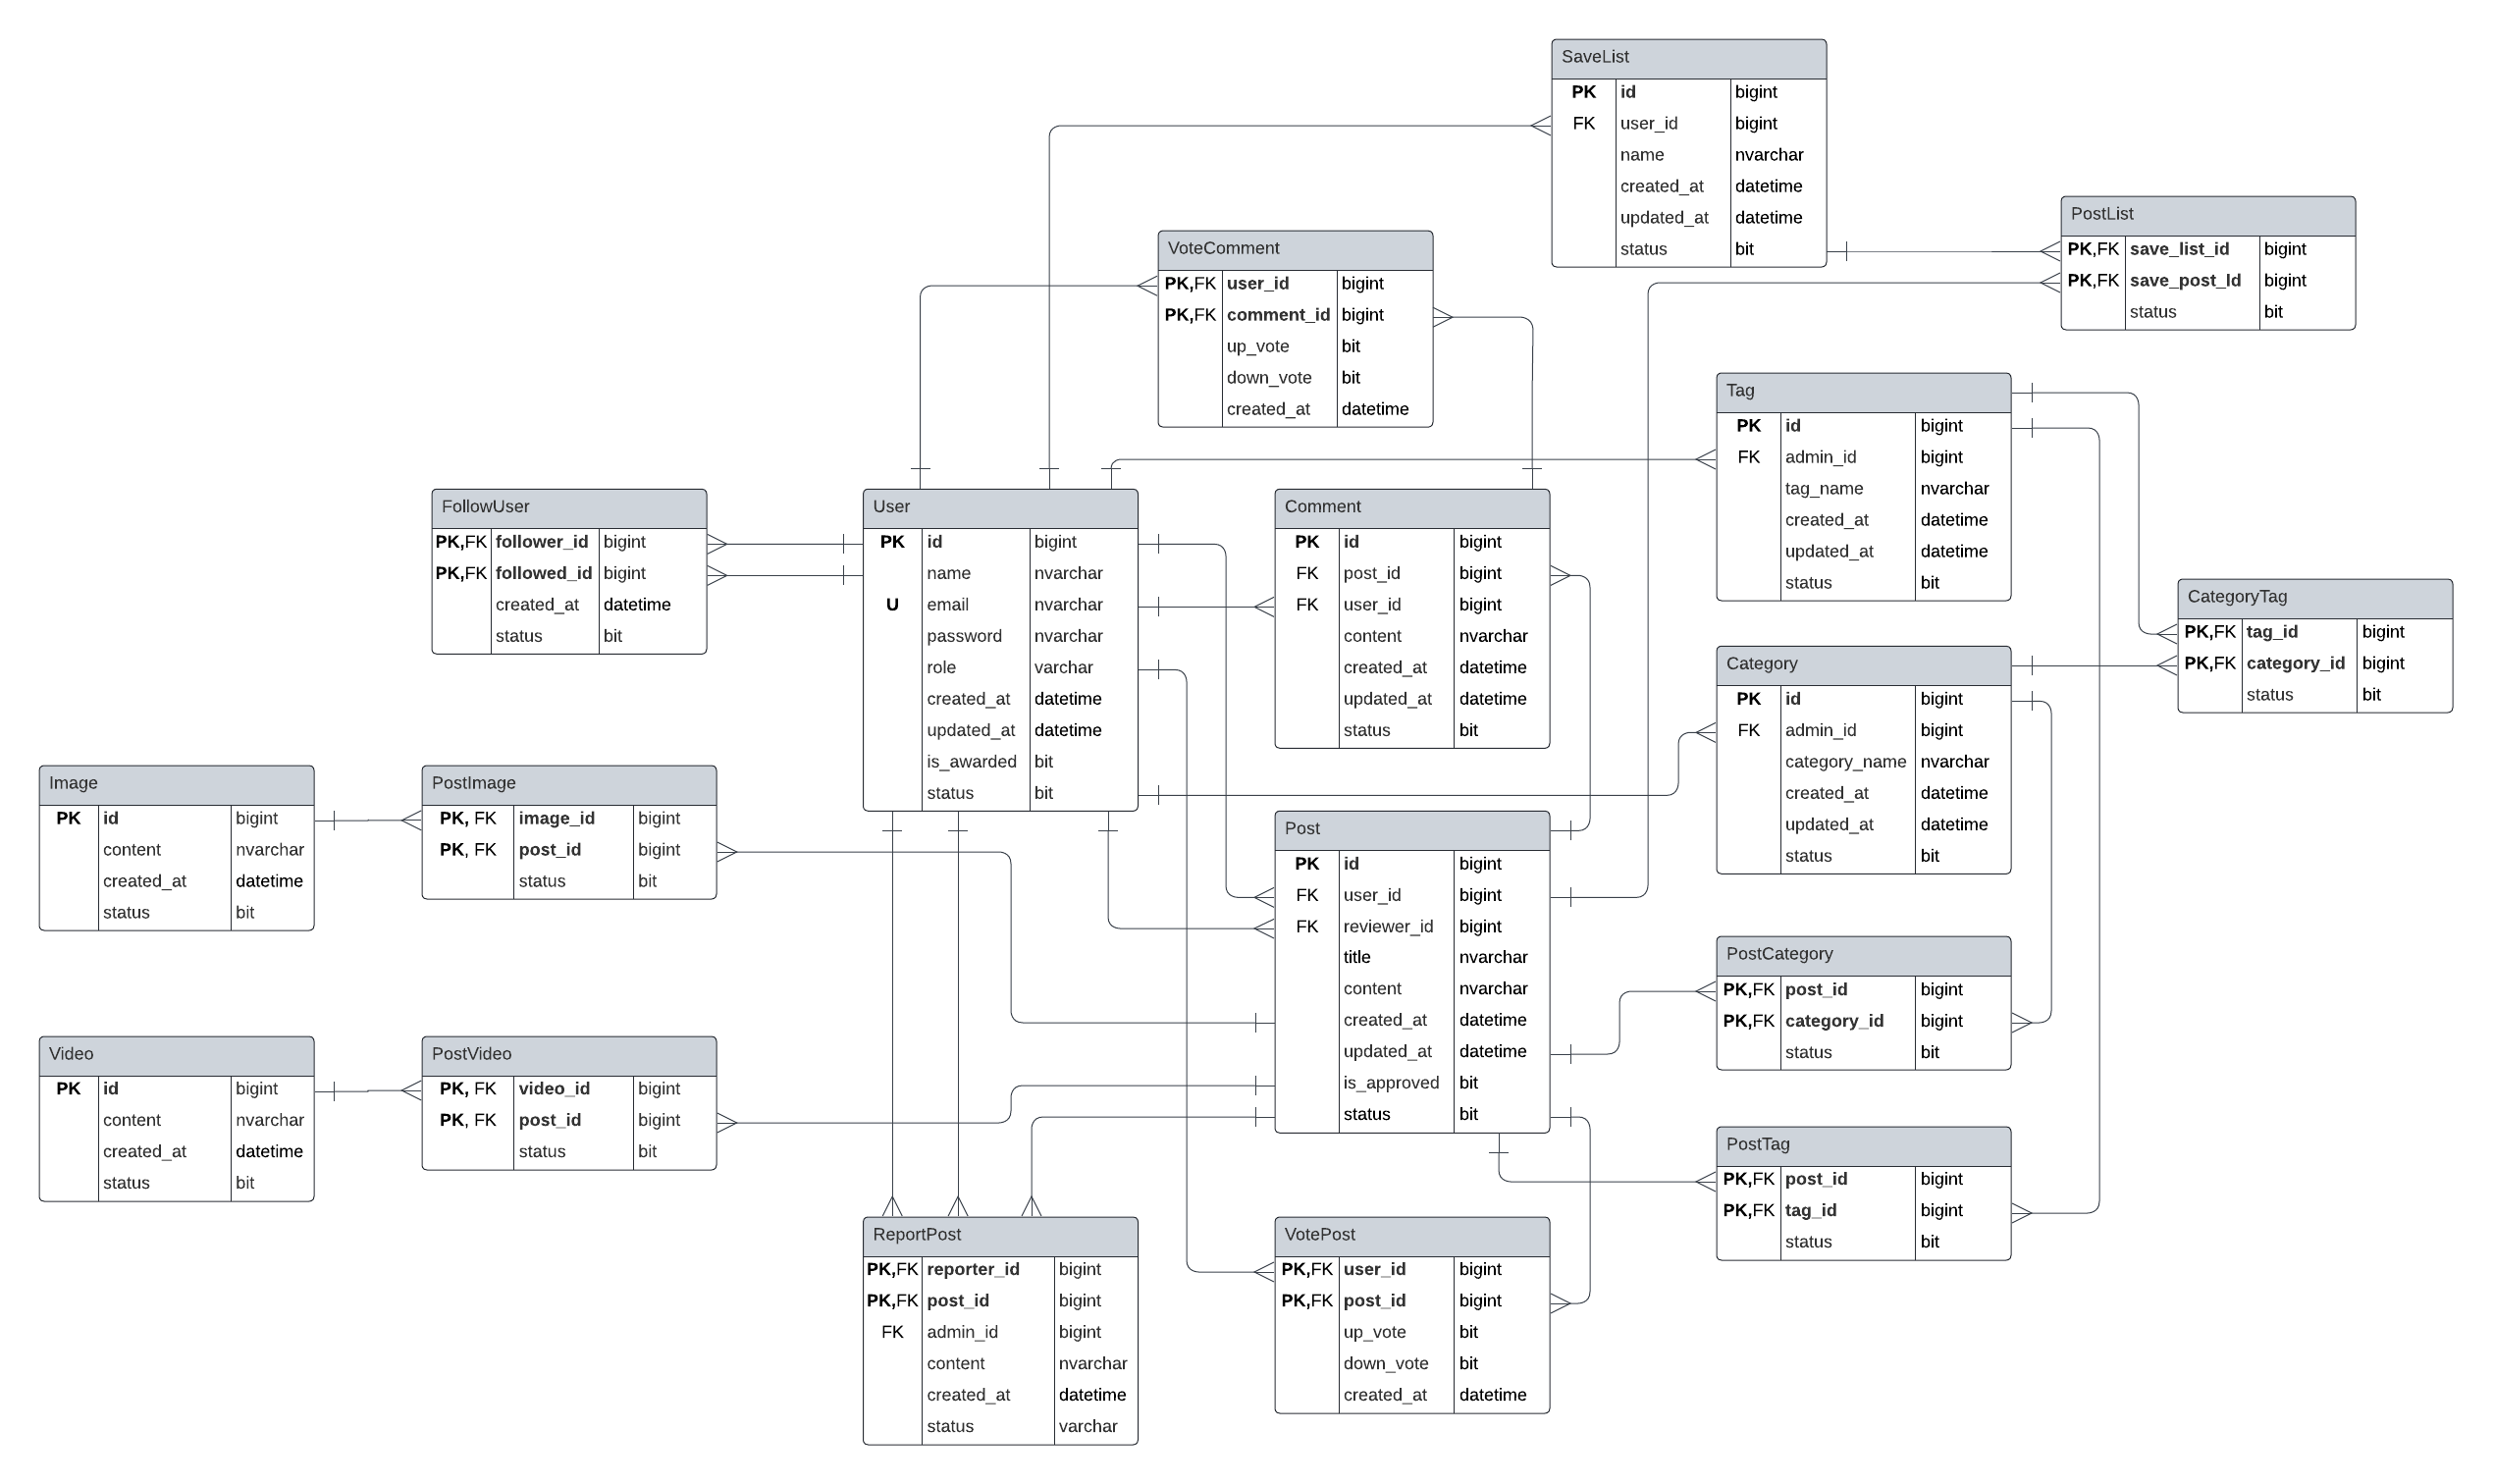 SaveList
PK id bigint
FK user_id bigint
name nvarchar
created_at datetime
updated_at datetime
status bit
PostList
PK,FK save_list_id bigint
PK,FK save_post_Id bigint
status bit
VoteComment
PK,FK user_id bigint
PK,FK comment_id bigint
up_vote bit
down_vote bit
created_at datetime
Tag
PK id bigint
FK admin_id bigint
tag_name nvarchar
created_at datetime
updated_at datetime
status bit
FollowUser
PK,FK follower_id bigint
PK,FK followed_id bigint
created_at datetime
status bit
User
PK id bigint
name nvarchar
U email nvarchar
password nvarchar
role varchar
created_at datetime
updated_at datetime
is_awarded bit
status bit
Comment
PK id bigint
FK post_id bigint
FK user_id bigint
content nvarchar
created_at datetime
updated_at datetime
status bit
CategoryTag
PK,FK tag_id bigint
PK,FK category_id bigint
status bit
Category
PK id bigint
FK admin_id bigint
category_name nvarchar
created_at datetime
updated_at datetime
status bit
Image
PK id bigint
content nvarchar
created_at datetime
status bit
PostImage
PK, FK image_id bigint
PK, FK post_id bigint
status bit
Post
PK id bigint
FK user_id bigint
FK reviewer_id bigint
title nvarchar
content nvarchar
created_at datetime
updated_at datetime
is_approved bit
status bit
PostCategory
PK,FK post_id bigint
PK,FK category_id bigint
status bit
Video
PK id bigint
content nvarchar
created_at datetime
status bit
PostVideo
PK, FK video_id bigint
PK, FK post_id bigint
status bit
PostTag
PK,FK post_id bigint
PK,FK tag_id bigint
status bit
ReportPost
PK,FK reporter_id bigint
PK,FK post_id bigint
FK admin_id bigint
content nvarchar
created_at datetime
status varchar
VotePost
PK,FK user_id bigint
PK,FK post_id bigint
up_vote bit
down_vote bit
created_at datetime